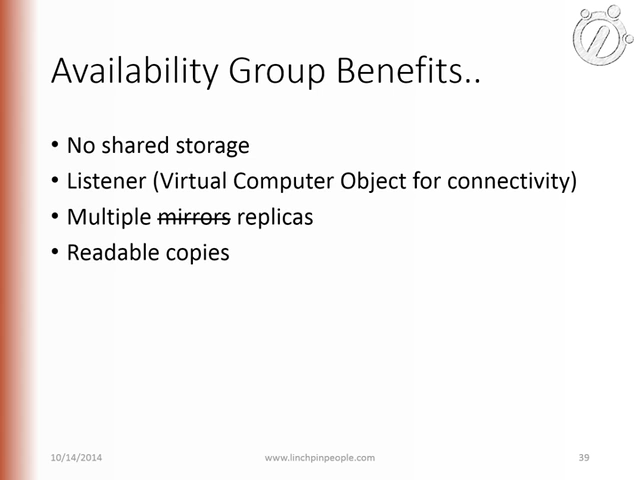 Availability Group Benefits..
• No shared storage
• Listener (Virtual Computer Object for connectivity)
• Multiple mirrors replicas
• Readable copies
10/14/2014 www.linchpinpeople.com 39